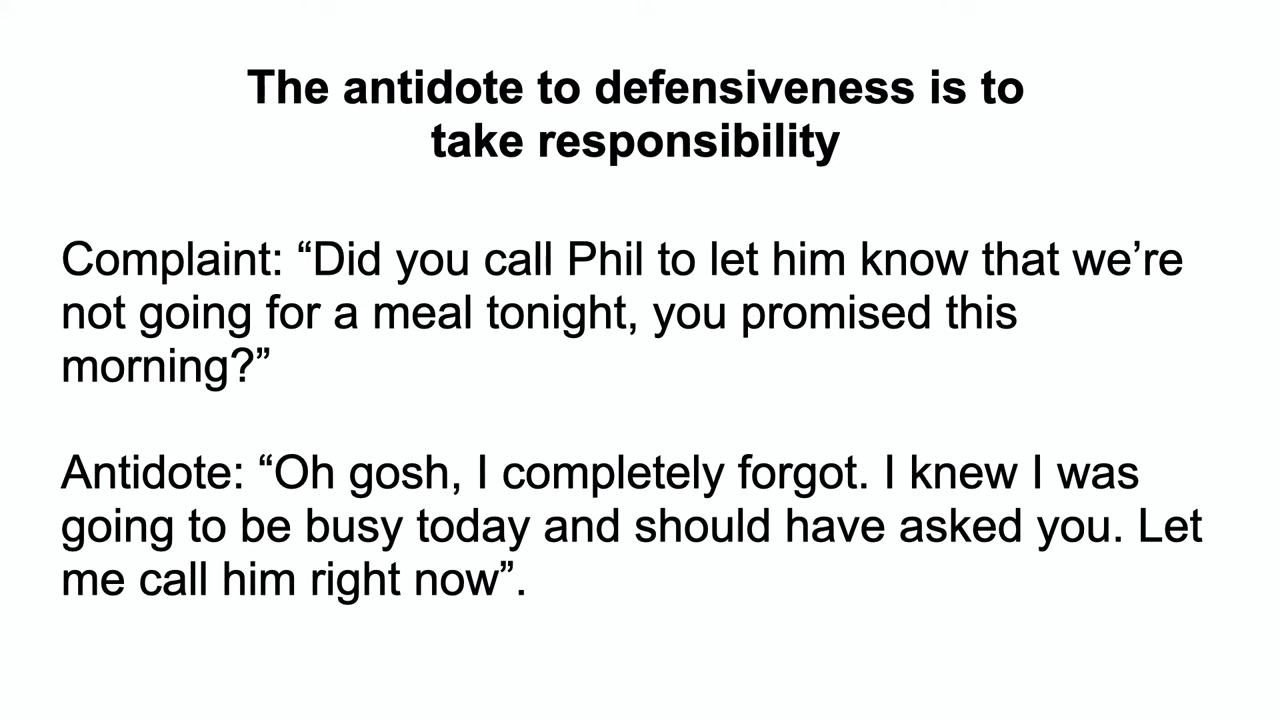 The antidote to defensiveness is to
take responsibility
Complaint: “Did you call Phil to let him know that we’re
not going for a meal tonight, you promised this
morning?”
Antidote: “Oh gosh, I completely forgot. I knew I was
going to be busy today and should have asked you. Let
me call him right now”.